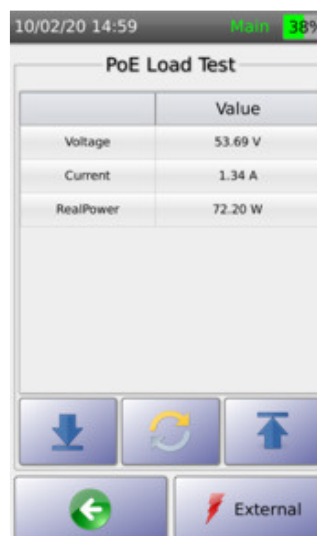 10/02/20 14:59 Main 38%
PoE Load Test
Value
Voltage 53.69 V
Current 1.34 A
RealPower 72.20 W
External